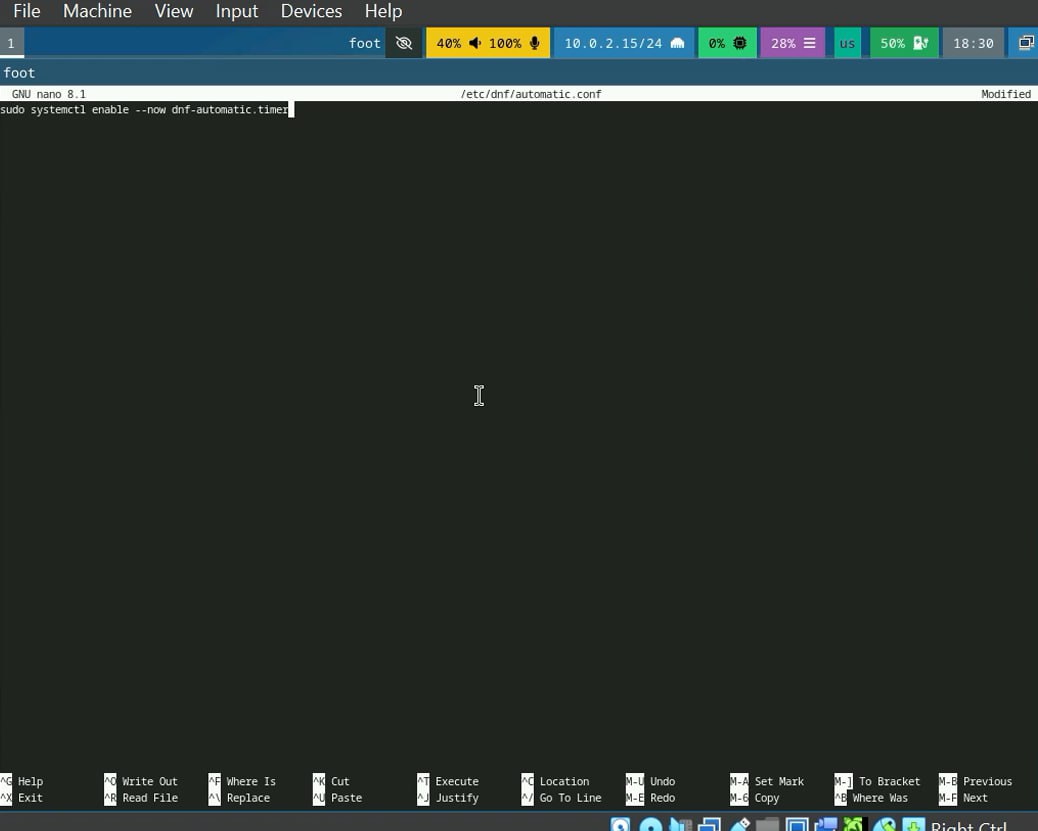 File Machine View Input Devices Help
1 foot 40% 100% 10.0.2.15/24 0% 28% us 50% 18:30
foot
GNU nano 8.1 /etc/dnf/automatic.conf Modified
sudo systemctl enable --now dnf-automatic.timer
^G Help ^O Write Out ^F Where Is ^K Cut ^T Execute ^C Location M-U Undo M-A Set Mark M-] To Bracket M-B Previous
^X Exit ^R Read File ^\ Replace ^U Paste ^J Justify ^/ Go To Line M-E Redo M-6 Copy ^B Where Was M-F Next
Right Ctrl